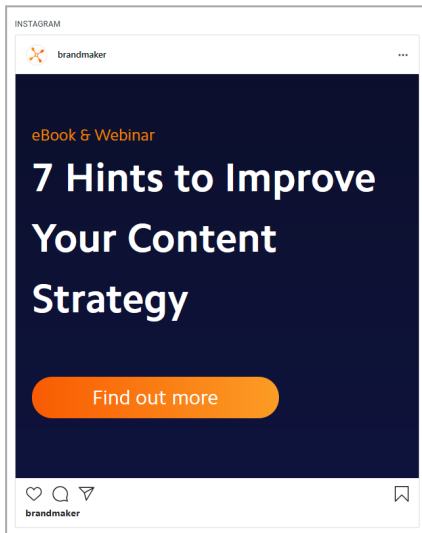 INSTAGRAM
brandmaker
eBook & Webinar
7 Hints to Improve
Your Content
Strategy
Find out more
brandmaker